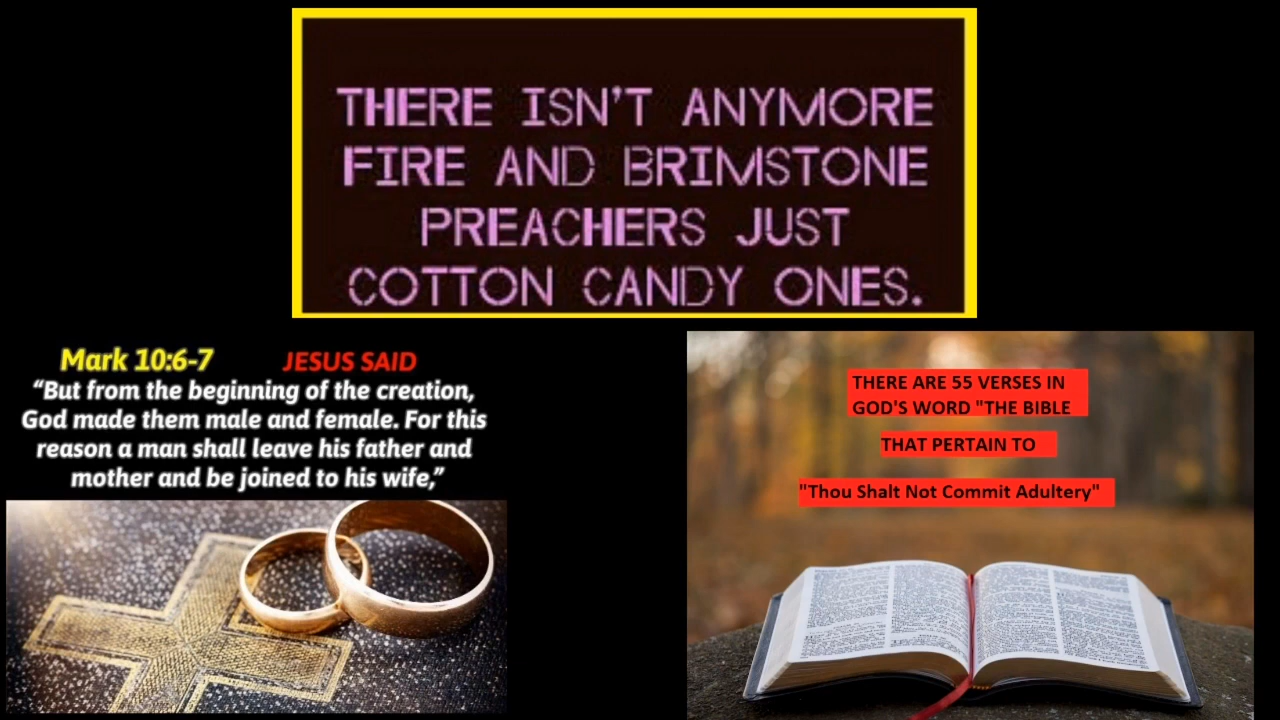 THERE ISN'T ANYMORE
FIRE AND BRIMSTONE
PREACHERS JUST
COTTON CANDY ONES.
Mark 10:6-7 JESUS SAID
“But from the beginning of the creation,
God made them male and female. For this
reason a man shall leave his father and
mother and be joined to his wife,”
THERE ARE 55 VERSES IN
GOD'S WORD "THE BIBLE
THAT PERTAIN TO
"Thou Shalt Not Commit Adultery"